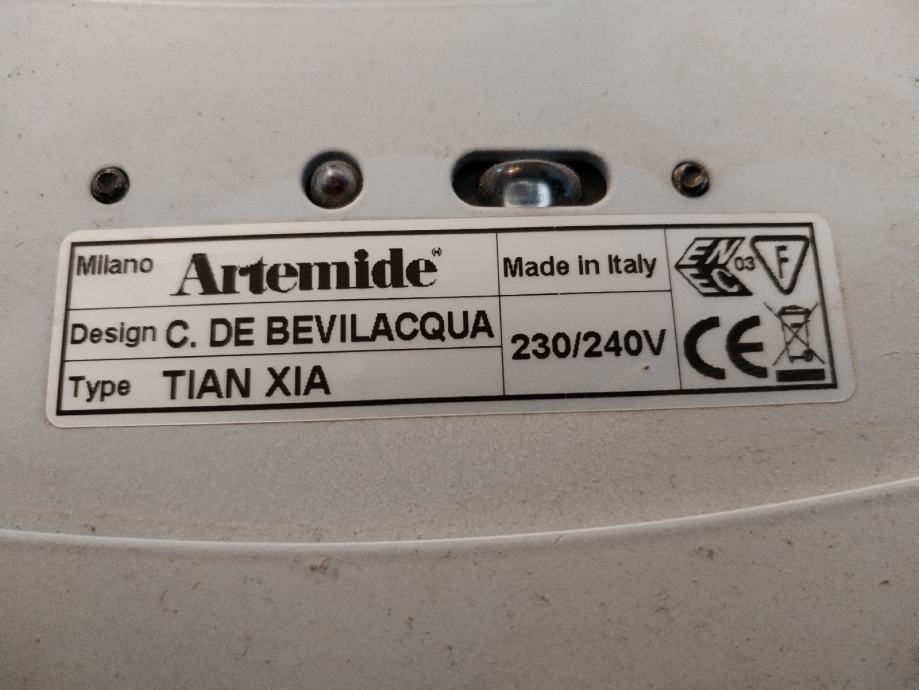 Milano Artemide® Made in Italy
Design C. DE BEVILACQUA 230/240V
Type TIAN XIA
ENEC 03 F
CE